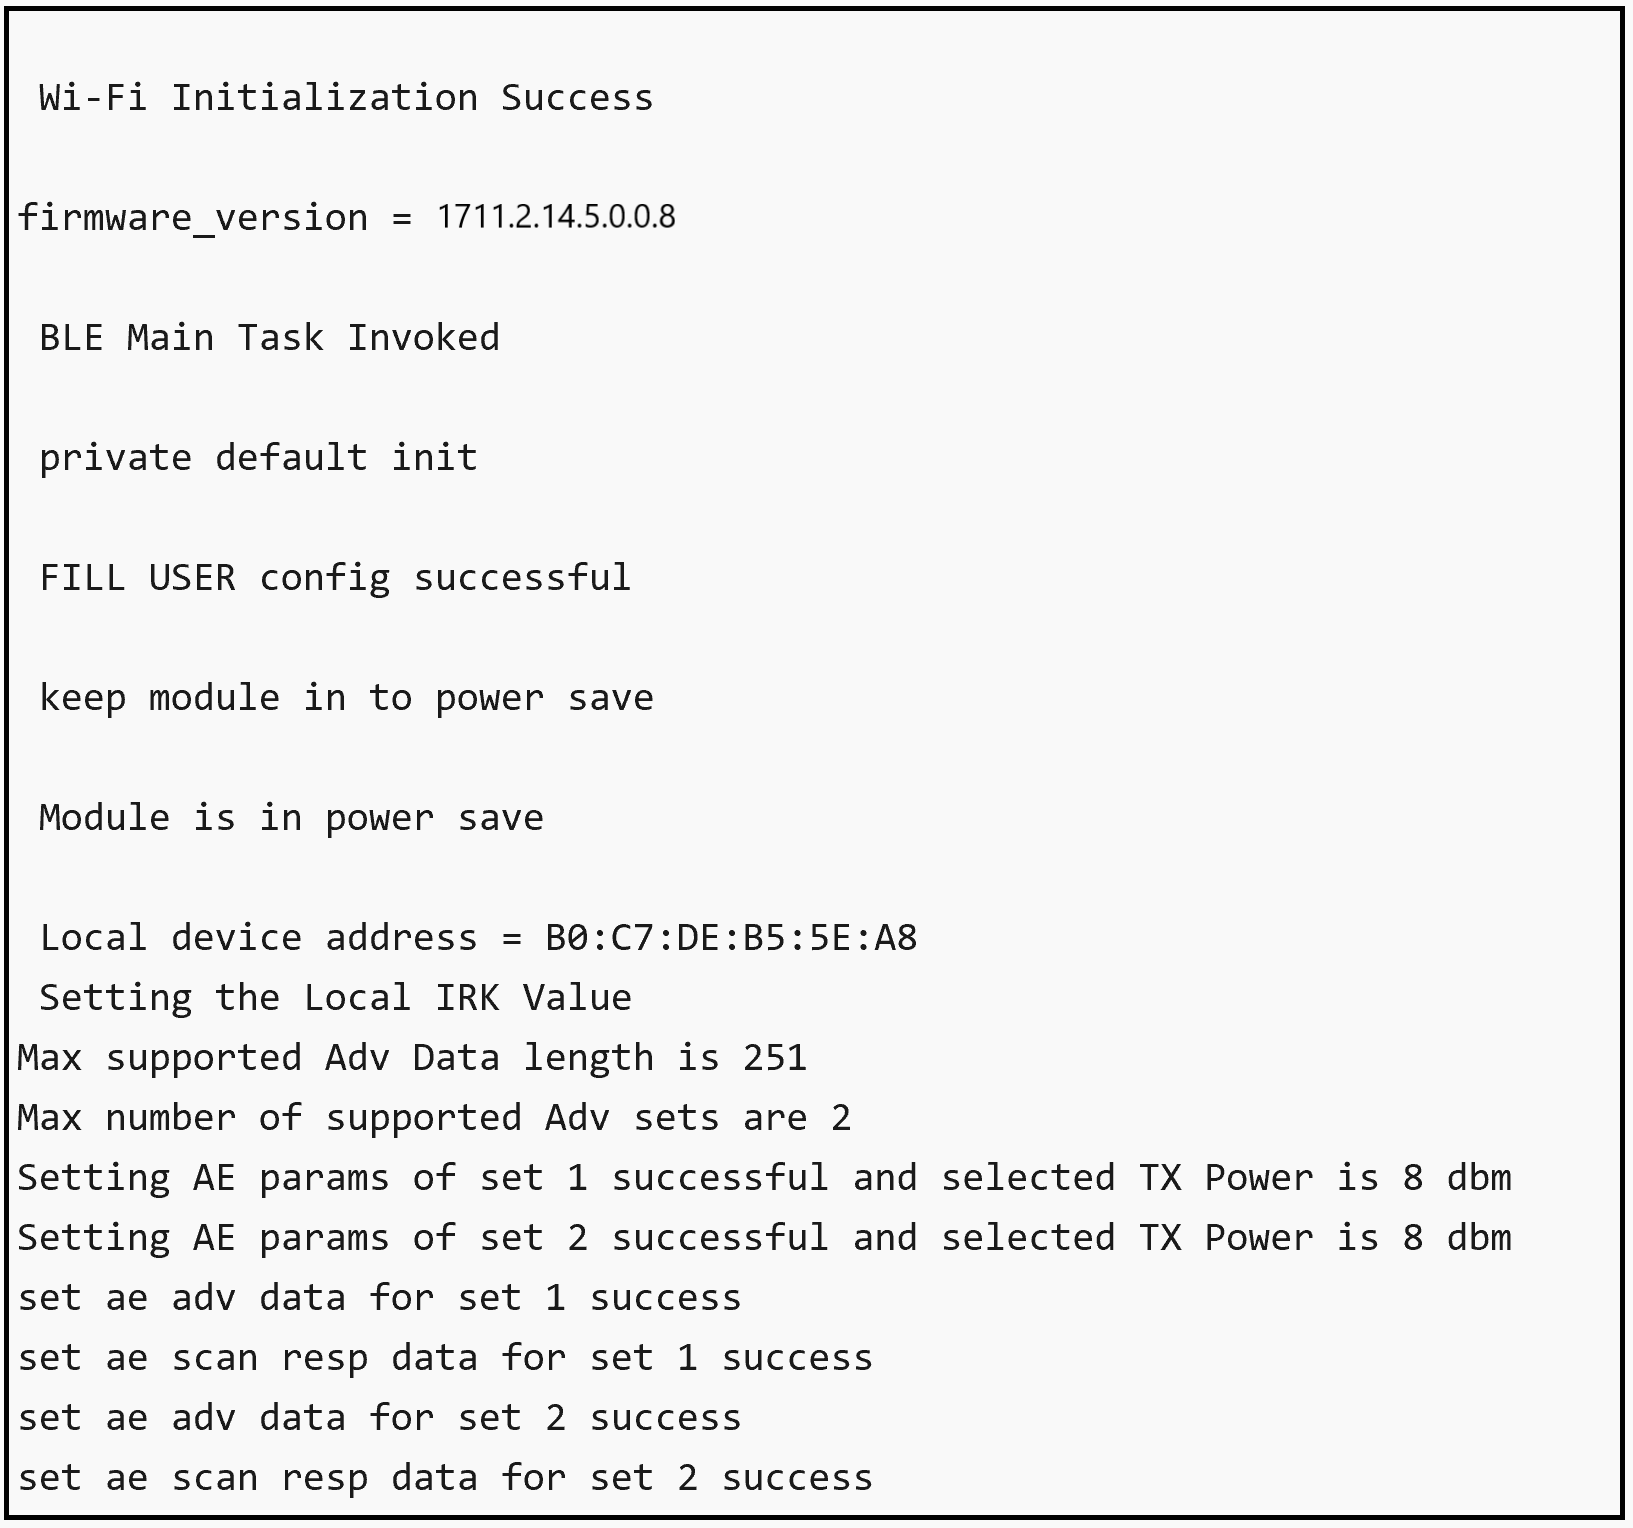 Wi-Fi Initialization Success
firmware_version = 1711.2.14.5.0.0.8
BLE Main Task Invoked
private default init
FILL USER config successful
keep module in to power save
Module is in power save
Local device address = B0:C7:DE:B5:5E:A8
Setting the Local IRK Value
Max supported Adv Data length is 251
Max number of supported Adv sets are 2
Setting AE params of set 1 successful and selected TX Power is 8 dbm
Setting AE params of set 2 successful and selected TX Power is 8 dbm
set ae adv data for set 1 success
set ae scan resp data for set 1 success
set ae adv data for set 2 success
set ae scan resp data for set 2 success